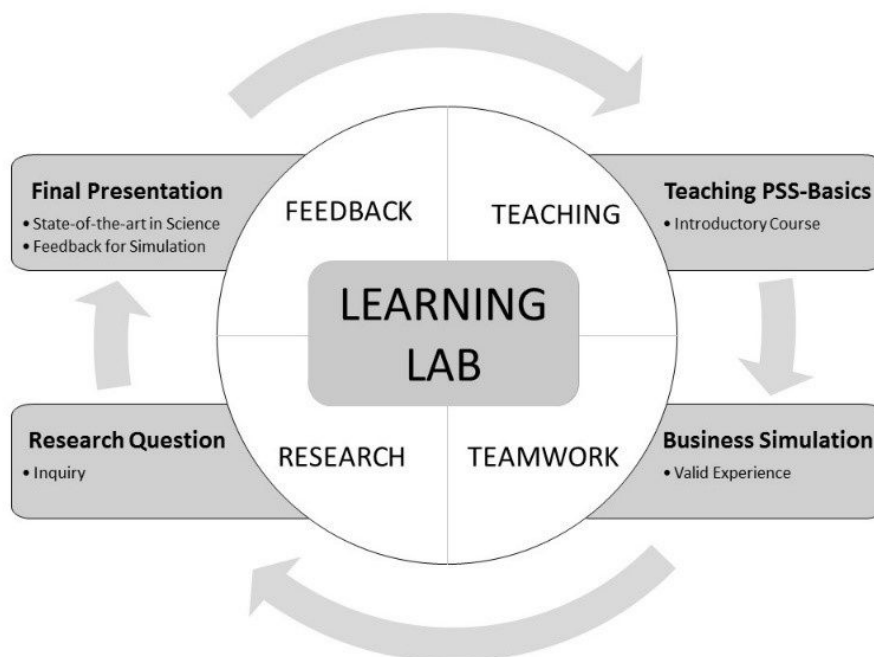 Final Presentation
• State-of-the-art in Science
• Feedback for Simulation
FEEDBACK
TEACHING
Teaching PSS-Basics
• Introductory Course
LEARNING
LAB
Research Question
• Inquiry
RESEARCH
TEAMWORK
Business Simulation
• Valid Experience